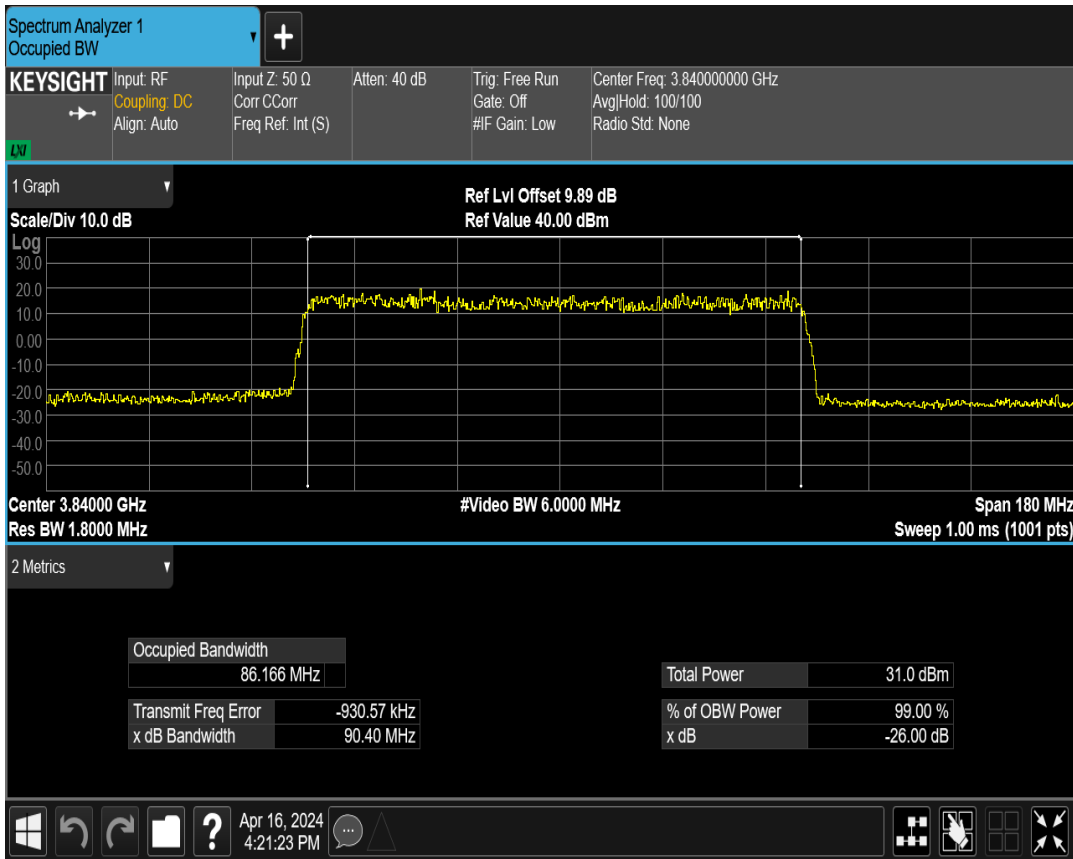 Spectrum Analyzer 1
Occupied BW
+
KEYSIGHT
LXI
Input: RF
Coupling: DC
Align: Auto
Input Z: 50 Ω
Corr CCorr
Freq Ref: Int (S)
Atten: 40 dB
Trig: Free Run
Gate: Off
#IF Gain: Low
Center Freq: 3.840000000 GHz
Avg|Hold: 100/100
Radio Std: None
1 Graph
Scale/Div 10.0 dB
Ref Lvl Offset 9.89 dB
Ref Value 40.00 dBm
Log
30.0
20.0
10.0
0.00
-10.0
-20.0
-30.0
-40.0
-50.0
Center 3.84000 GHz
#Video BW 6.0000 MHz
Span 180 MHz
Res BW 1.8000 MHz
Sweep 1.00 ms (1001 pts)
2 Metrics
Occupied Bandwidth
86.166 MHz
Total Power 31.0 dBm
Transmit Freq Error -930.57 kHz
% of OBW Power 99.00 %
x dB Bandwidth 90.40 MHz
x dB -26.00 dB
?
Apr 16, 2024
4:21:23 PM